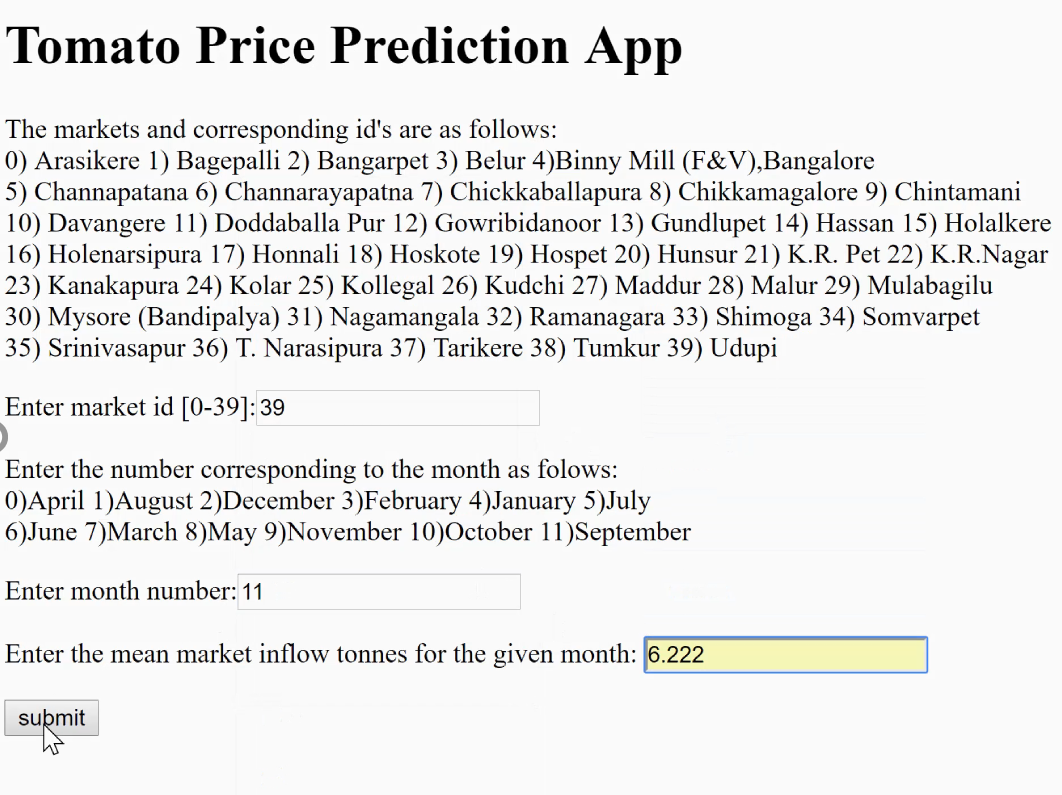 Tomato Price Prediction App
The markets and corresponding id's are as follows:
0) Arasikere 1) Bagepalli 2) Bangarpet 3) Belur 4)Binny Mill (F&V),Bangalore
5) Channapatana 6) Channarayapatna 7) Chickkaballapura 8) Chikkamagalore 9) Chintamani
10) Davangere 11) Doddaballa Pur 12) Gowribidanoor 13) Gundlupet 14) Hassan 15) Holalkere
16) Holenarsipura 17) Honnali 18) Hoskote 19) Hospet 20) Hunsur 21) K.R. Pet 22) K.R.Nagar
23) Kanakapura 24) Kolar 25) Kollegal 26) Kudchi 27) Maddur 28) Malur 29) Mulabagilu
30) Mysore (Bandipalya) 31) Nagamangala 32) Ramanagara 33) Shimoga 34) Somvarpet
35) Srinivasapur 36) T. Narasipura 37) Tarikere 38) Tumkur 39) Udupi
Enter market id [0-39]: 39
Enter the number corresponding to the month as folows:
0)April 1)August 2)December 3)February 4)January 5)July
6)June 7)March 8)May 9)November 10)October 11)September
Enter month number: 11
Enter the mean market inflow tonnes for the given month: 6.222
submit